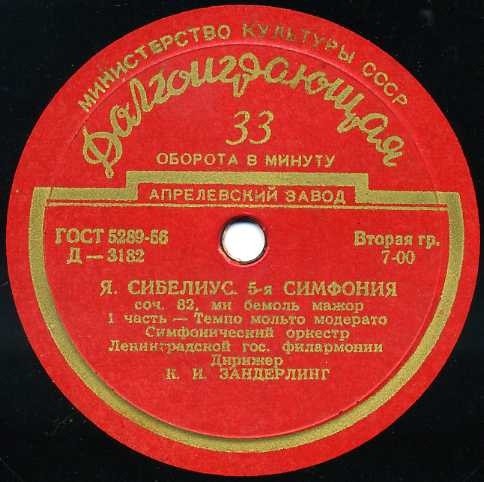 МИНИСТЕРСТВО КУЛЬТУРЫ СССР
Долгоиграющая
33
ОБОРОТА В МИНУТУ
АПРЕЛЕВСКИЙ ЗАВОД
ГОСТ 5289-56
Д — 3182
Вторая гр.
7-00
Я. СИБЕЛИУС. 5-я СИМФОНИЯ
соч. 82, ми бемоль мажор
1 часть — Темпо мольто модерато
Симфонический оркестр
Ленинградской гос. филармонии
Дирижер
К. И. ЗАНДЕРЛИНГ